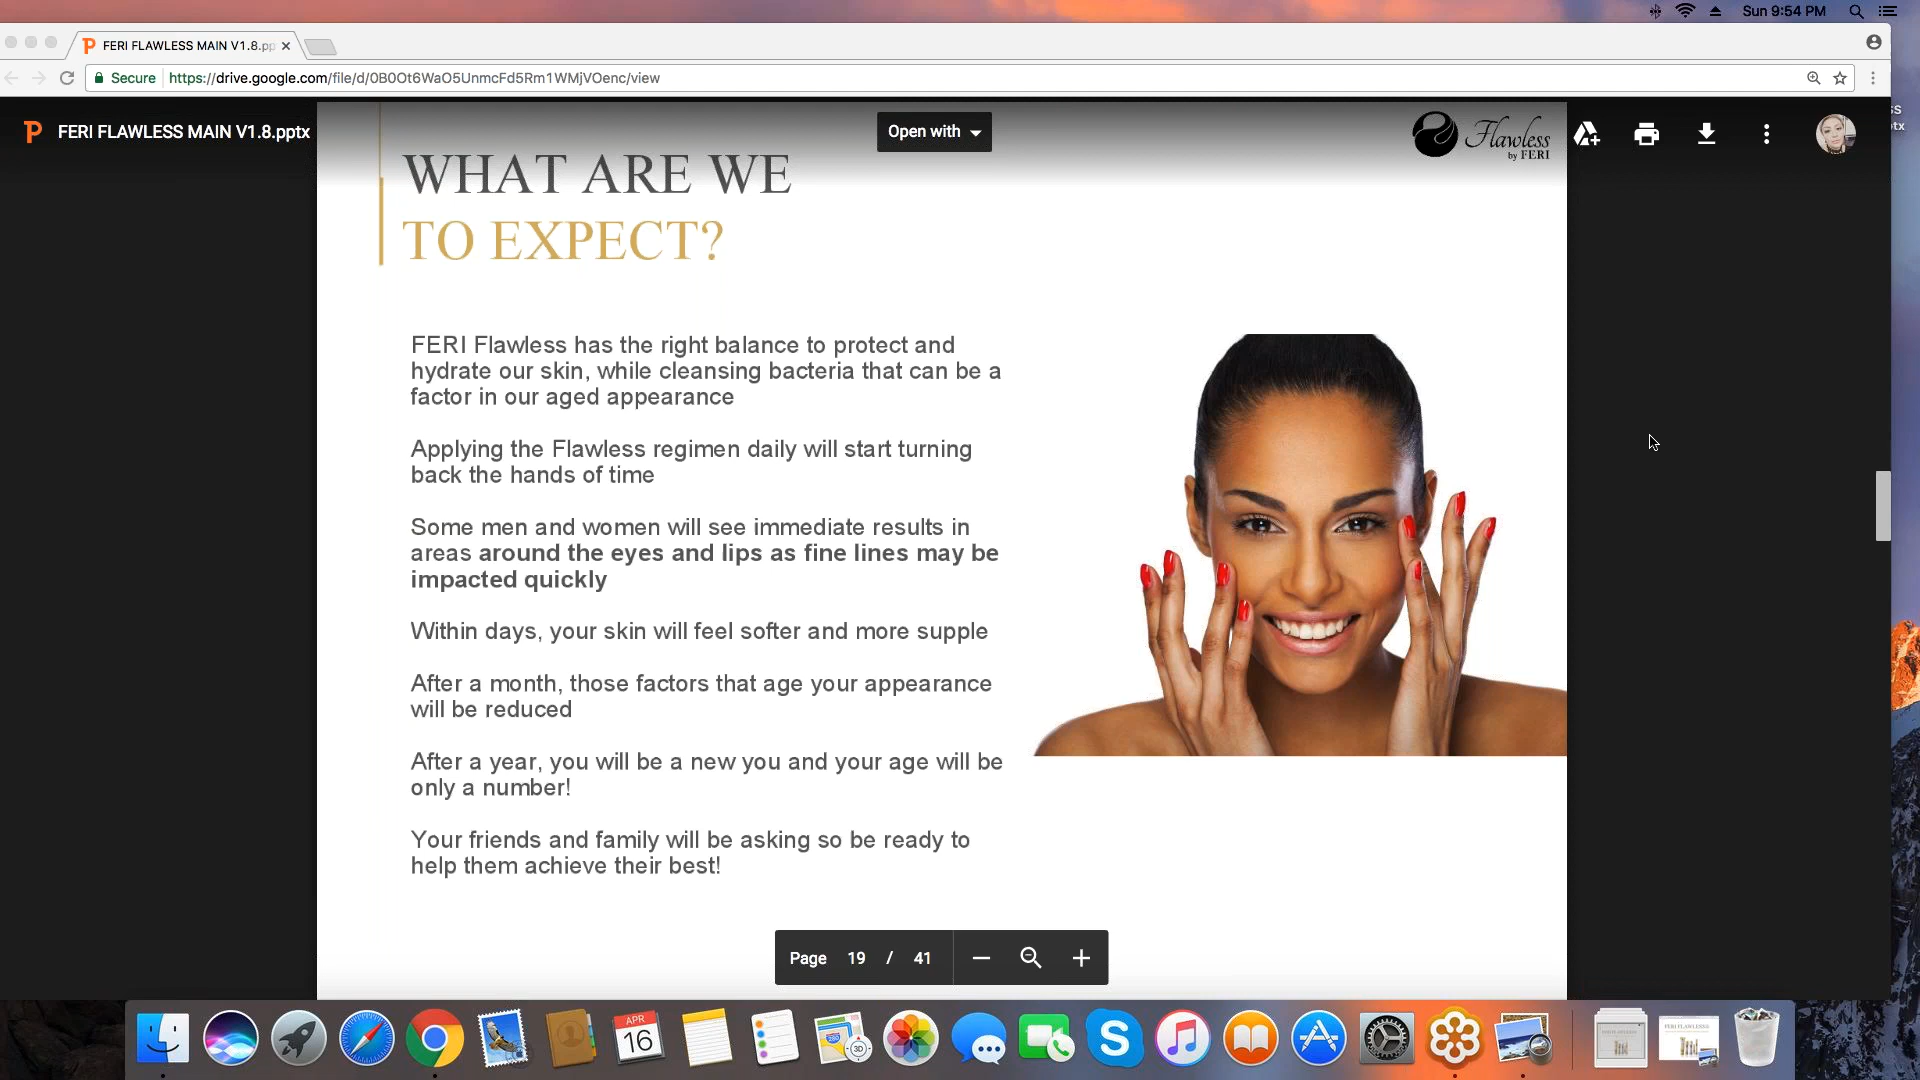 Sun 9:54 PM
FERI FLAWLESS MAIN V1.8.pp
Secure
https://drive.google.com/file/d/0B0Ot6WaO5UnmcFd5Rm1WMjVOenc/view
P FERI FLAWLESS MAIN V1.8.pptx
Open with
Flawless
by FERI
tx
WHAT ARE WE
TO EXPECT?
FERI Flawless has the right balance to protect and
hydrate our skin, while cleansing bacteria that can be a
factor in our aged appearance
Applying the Flawless regimen daily will start turning
back the hands of time
Some men and women will see immediate results in
areas around the eyes and lips as fine lines may be
impacted quickly
Within days, your skin will feel softer and more supple
After a month, those factors that age your appearance
will be reduced
After a year, you will be a new you and your age will be
only a number!
Your friends and family will be asking so be ready to
help them achieve their best!
Page 19 / 41
APR
16
3D
FERI FLAWLESS